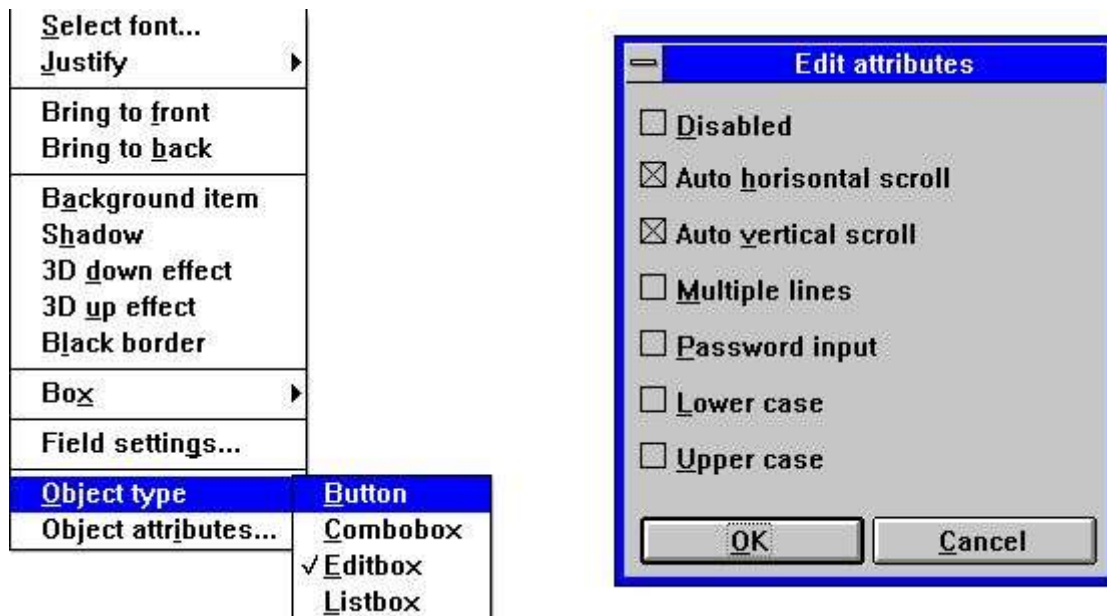 Select font...
Justify
Bring to front
Bring to back
Background item
Shadow
3D down effect
3D up effect
Black border
Box
Field settings...
Object type
Object attributes...
Button
Combobox
Editbox
Listbox
Edit attributes
Disabled
Auto horisontal scroll
Auto vertical scroll
Multiple lines
Password input
Lower case
Upper case
OK
Cancel